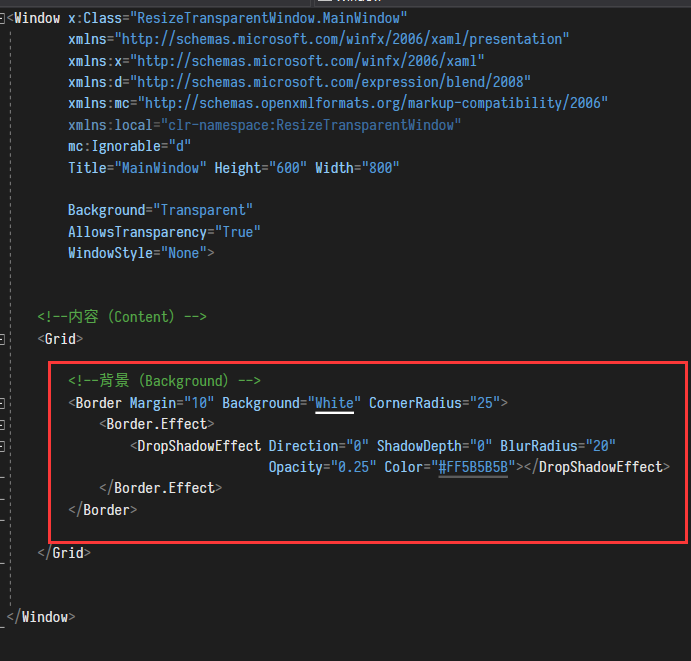 <Window x:Class="ResizeTransparentWindow.MainWindow"
xmlns="http://schemas.microsoft.com/winfx/2006/xaml/presentation"
xmlns:x="http://schemas.microsoft.com/winfx/2006/xaml"
xmlns:d="http://schemas.microsoft.com/expression/blend/2008"
xmlns:mc="http://schemas.openxmlformats.org/markup-compatibility/2006"
xmlns:local="clr-namespace:ResizeTransparentWindow"
mc:Ignorable="d"
Title="MainWindow" Height="600" Width="800"
Background="Transparent"
AllowsTransparency="True"
WindowStyle="None">
<!--内容（Content）-->
<Grid>
<!--背景（Background）-->
<Border Margin="10" Background="White" CornerRadius="25">
<Border.Effect>
<DropShadowEffect Direction="0" ShadowDepth="0" BlurRadius="20"
Opacity="0.25" Color="#FF5B5B5B"></DropShadowEffect>
</Border.Effect>
</Border>
</Grid>
</Window>